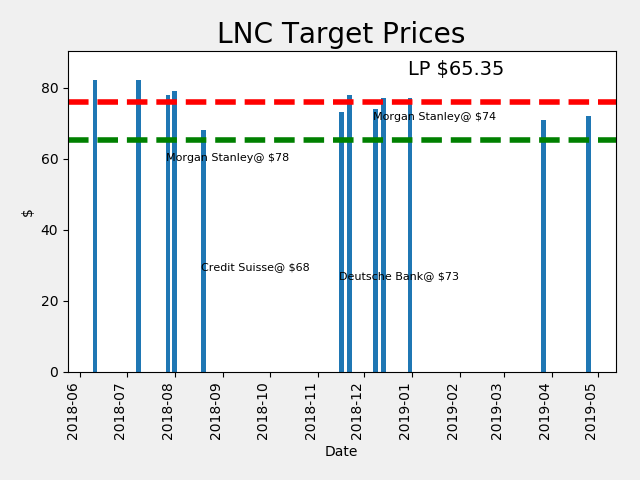 LNC Target Prices
LP $65.35
Morgan Stanley@ $74
Morgan Stanley@ $78
Credit Suisse@ $68
Deutsche Bank@ $73
$
80
60
40
20
0
2018-06
2018-07
2018-08
2018-09
2018-10
2018-11
2018-12
2019-01
2019-02
2019-03
2019-04
2019-05
Date